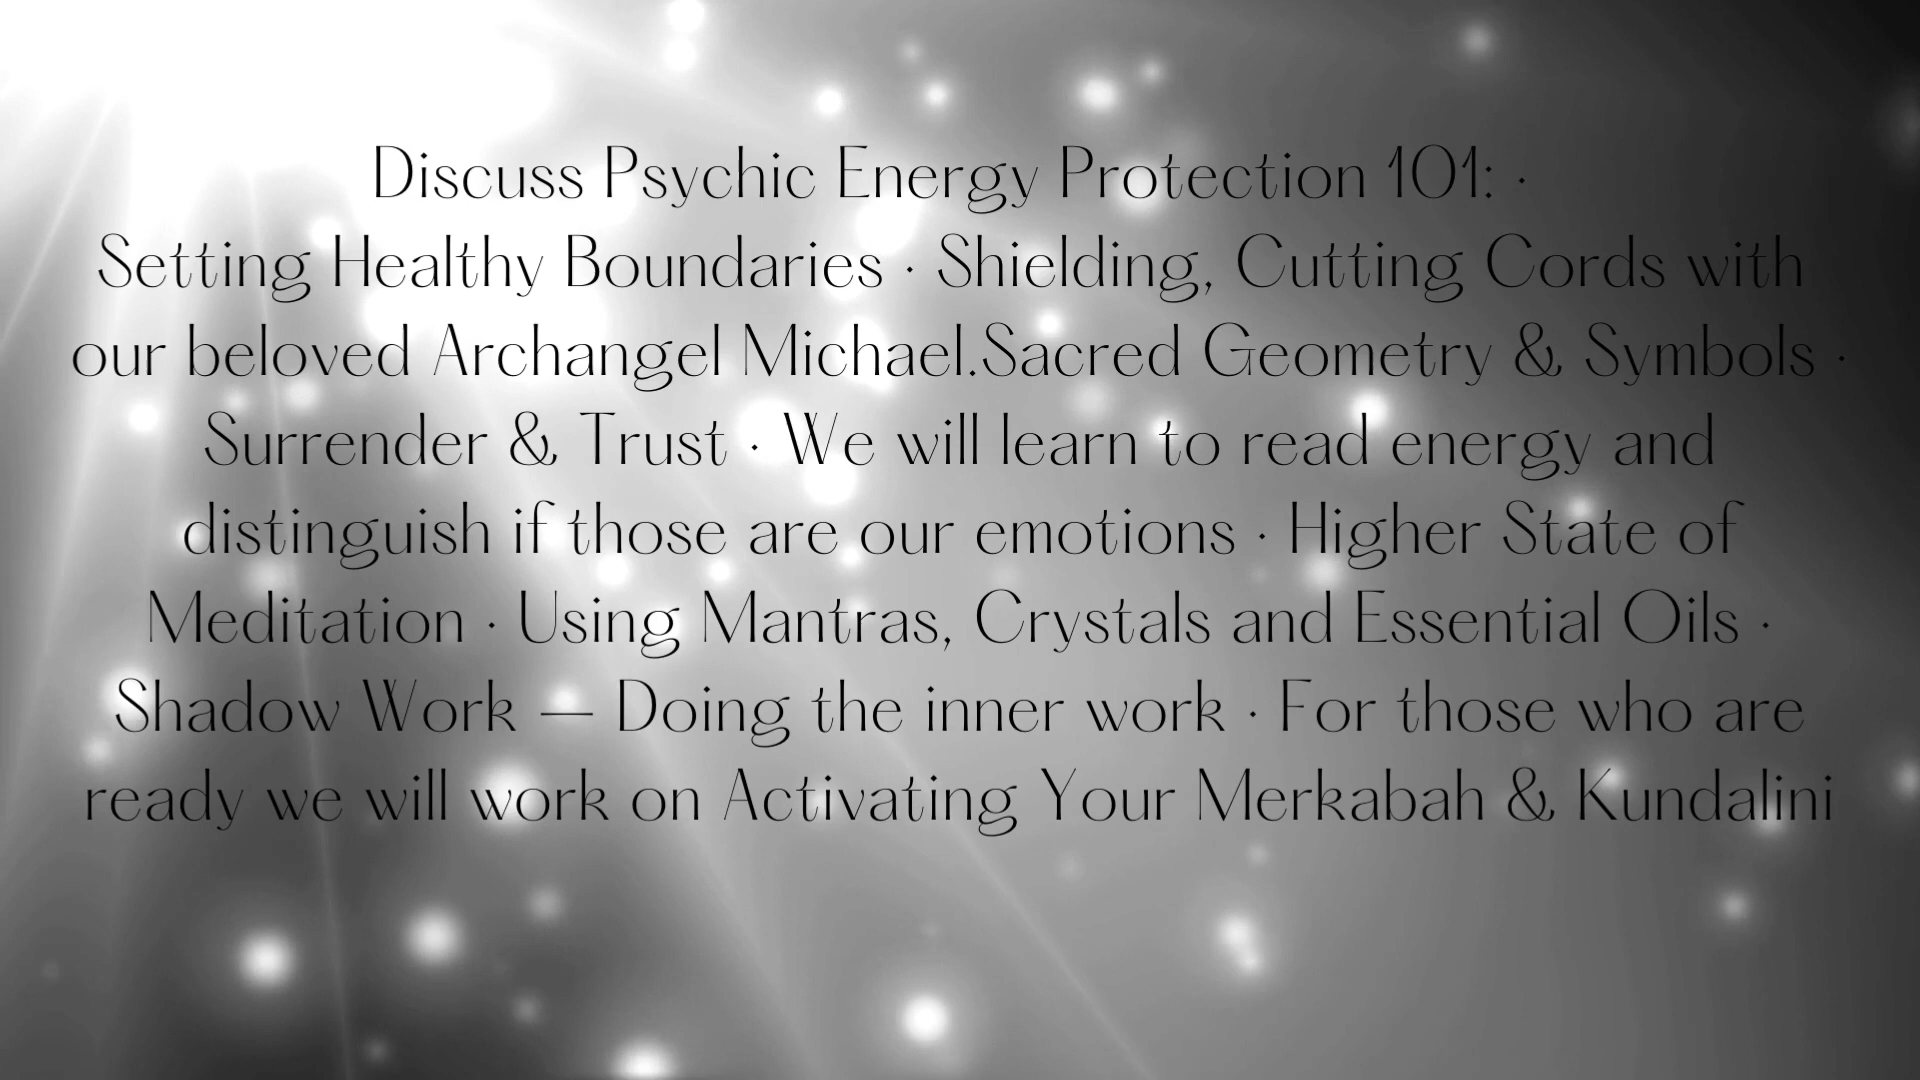 Discuss Psychic Energy Protection 101: ·
Setting Healthy Boundaries · Shielding, Cutting Cords with
our beloved Archangel Michael.Sacred Geometry & Symbols ·
Surrender & Trust · We will learn to read energy and
distinguish if those are our emotions · Higher State of
Meditation · Using Mantras, Crystals and Essential Oils ·
Shadow Work — Doing the inner work · For those who are
ready we will work on Activating Your Merkabah & Kundalini